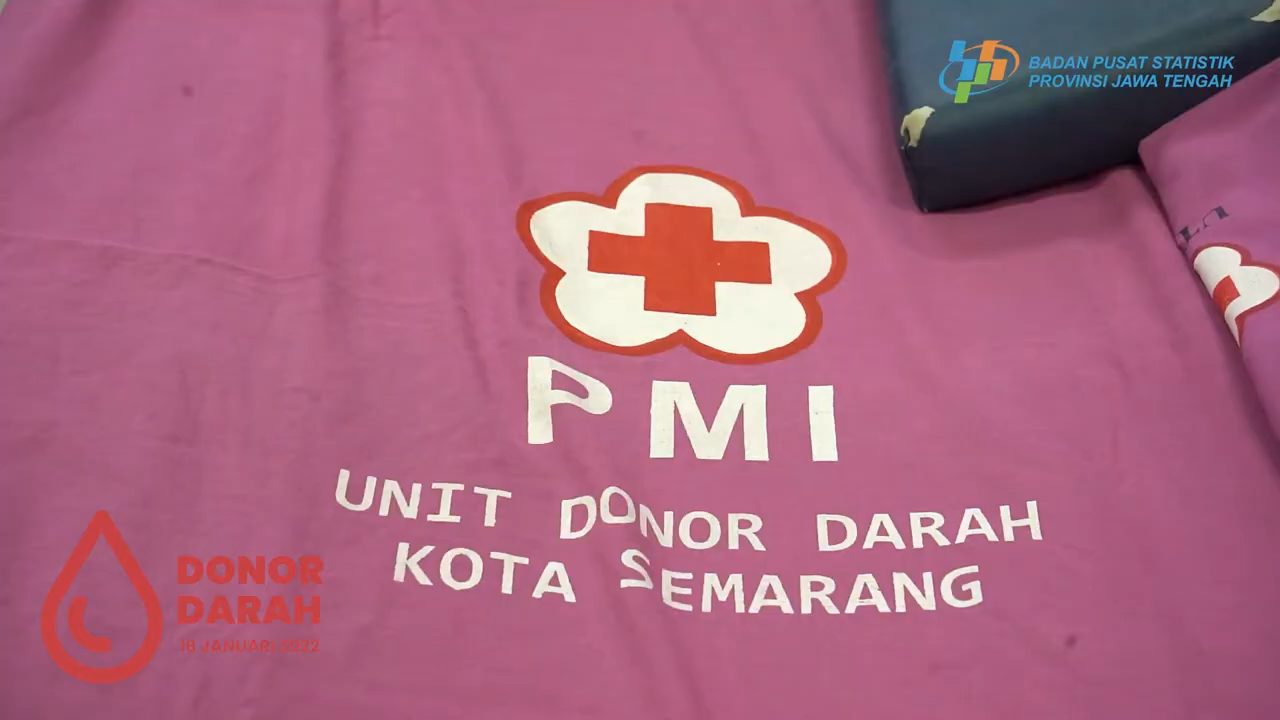 BADAN PUSAT STATISTIK
PROVINSI JAWA TENGAH
PMI
UNIT DONOR DARAH
KOTA SEMARANG
DONOR
DARAH
18 JANUARI 2022